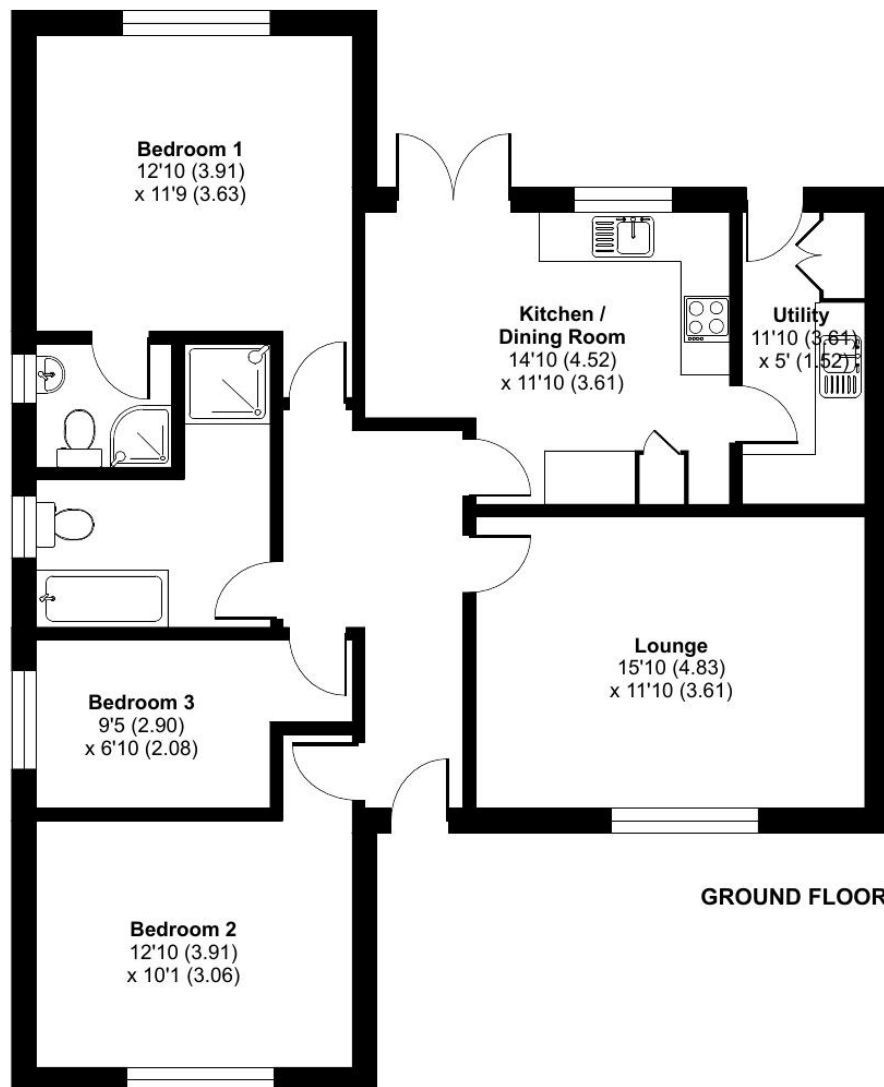 Bedroom 1
12'10 (3.91)
x 11'9 (3.63)
Kitchen /
Dining Room
14'10 (4.52)
x 11'10 (3.61)
Utility
11'10 (3.61)
x 5' (1.52)
Lounge
15'10 (4.83)
x 11'10 (3.61)
Bedroom 3
9'5 (2.90)
x 6'10 (2.08)
Bedroom 2
12'10 (3.91)
x 10'1 (3.06)
GROUND FLOOR